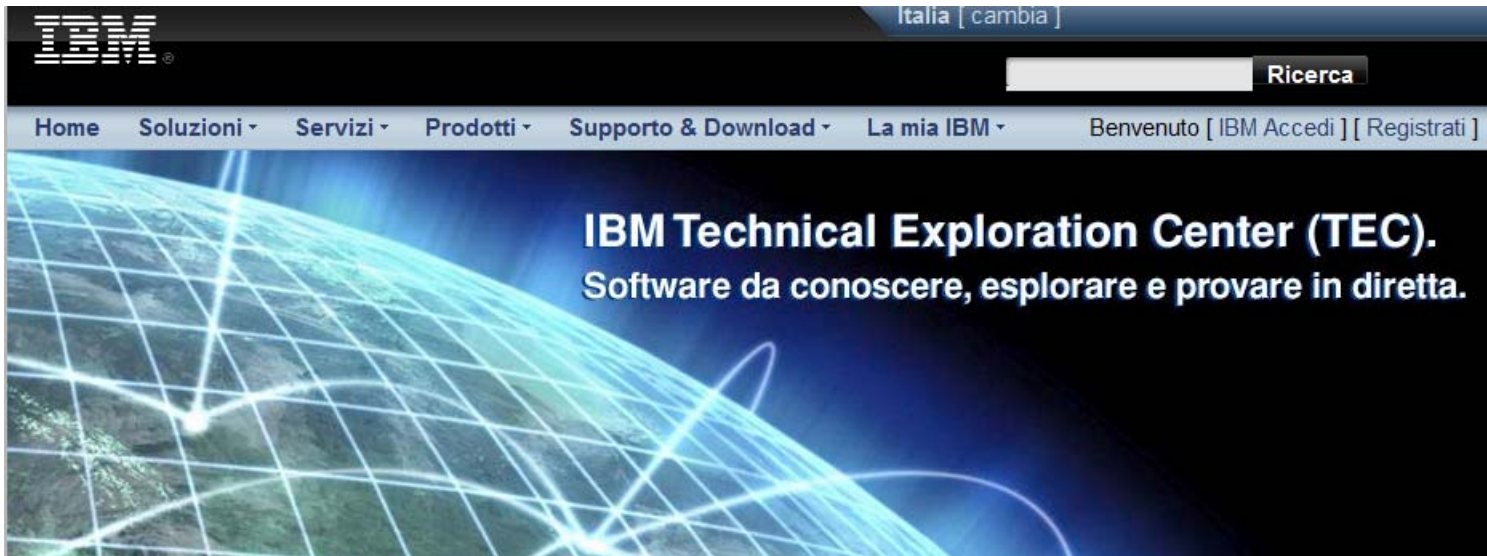 Italia [ cambia ]
IBM®
Ricerca
Home Soluzioni Servizi Prodotti Supporto & Download La mia IBM Benvenuto [ IBM Accedi ] [ Registrati ]
IBM Technical Exploration Center (TEC).
Software da conoscere, esplorare e provare in diretta.